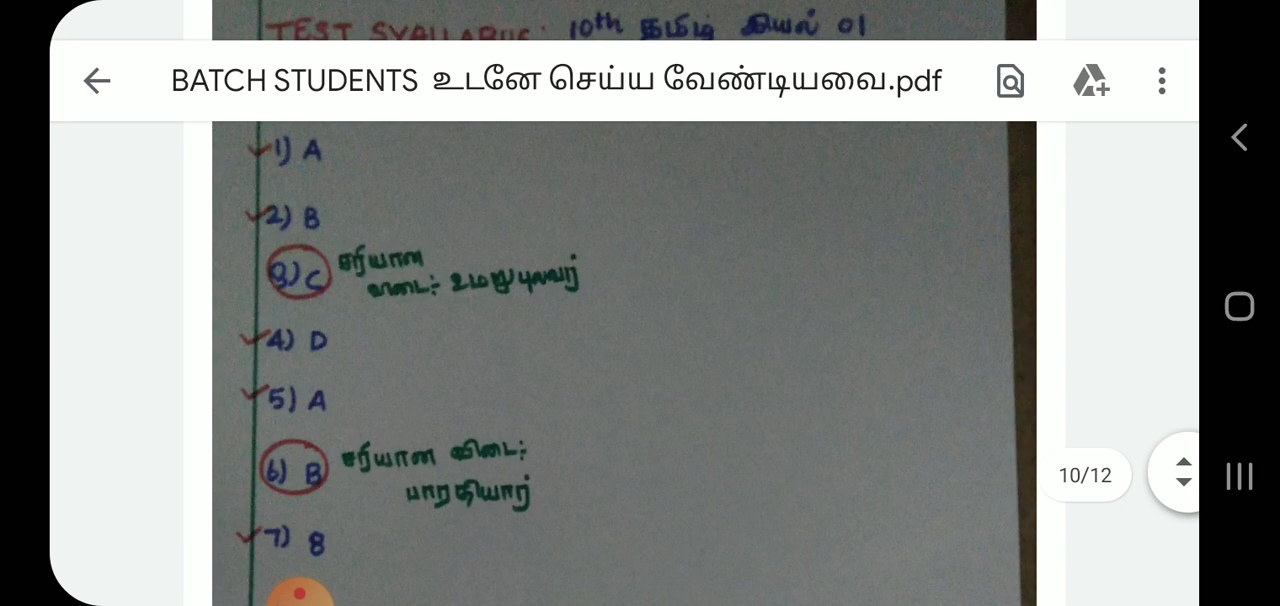 TEST SYALLABUS: 10th தமிழ் இயல் 01
BATCH STUDENTS உடனே செய்ய வேண்டியவை.pdf
1) A
2) B
3) C சரியான
விடை:- உமறுபுலவர்
4) D
5) A
6) B சரியான விடை:-
பாரதியார்
7) B
10/12